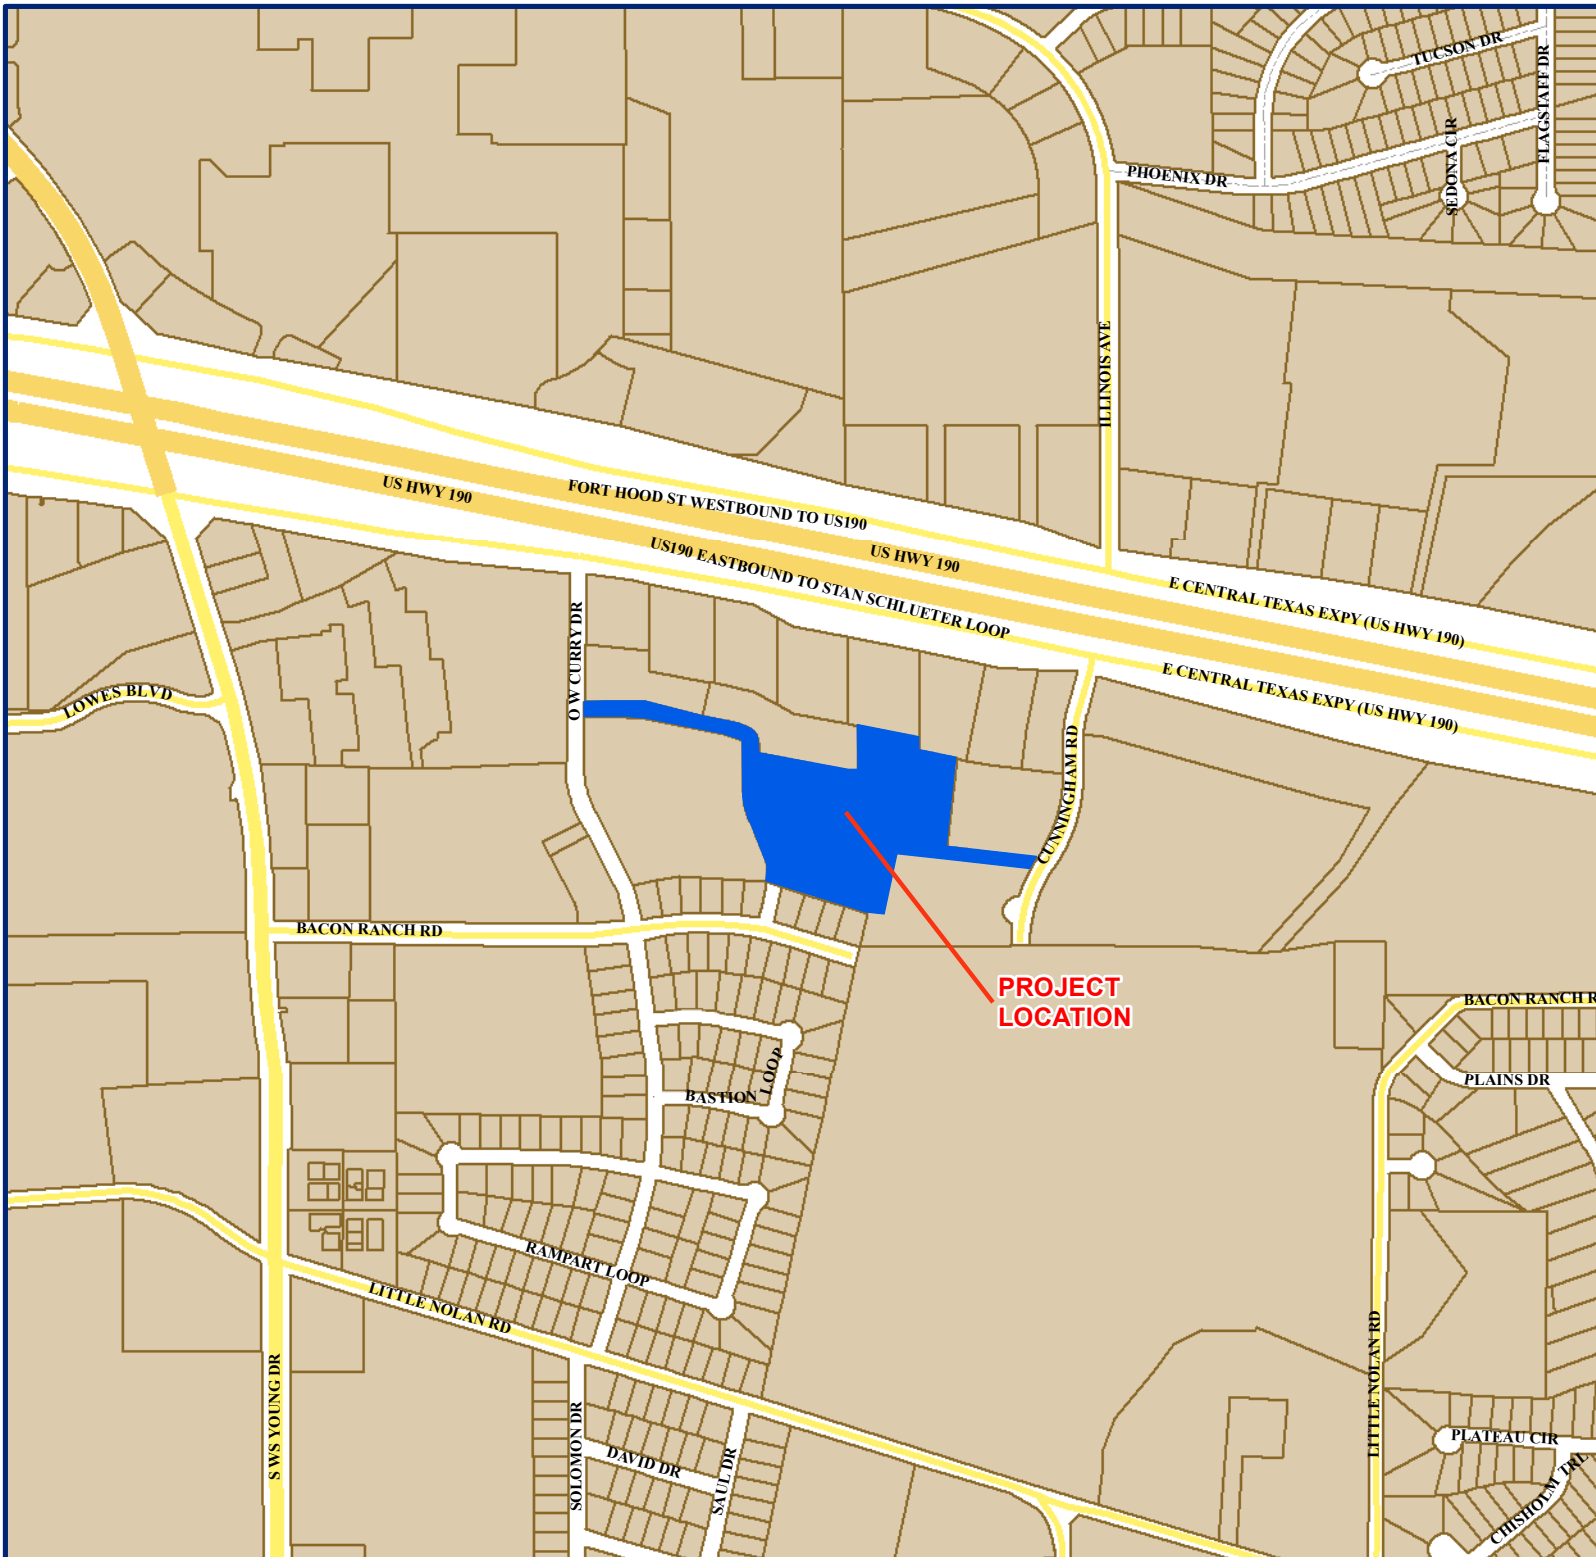 TUCSON DR
FLAGSTAFF DR
SEDONA CIR
PHOENIX DR
ILLINOIS AVE
US HWY 190
FORT HOOD ST WESTBOUND TO US190
US HWY 190
US190 EASTBOUND TO STAN SCHLUETER LOOP
E CENTRAL TEXAS EXPY (US HWY 190)
E CENTRAL TEXAS EXPY (US HWY 190)
O W CURRY DR
LOWES BLVD
CUNNINGHAM RD
BACON RANCH RD
PROJECT
LOCATION
BACON RANCH R
PLAINS DR
BASTION LOOP
RAMPART LOOP
LITTLE NOLAN RD
LITTLE NOLAN RD
S WS YOUNG DR
SOLOMON DR
DAVID DR
SAUL DR
PLATEAU CIR
CHISHOLM TRL